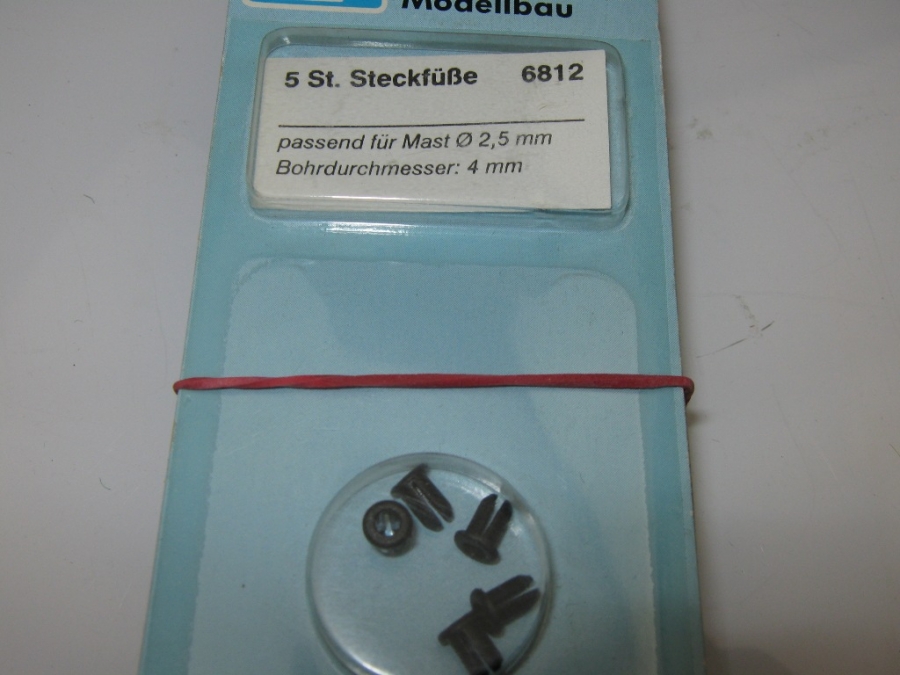 Modellbau
5 St. Steckfüße 6812
passend für Mast Ø 2,5 mm
Bohrdurchmesser: 4 mm